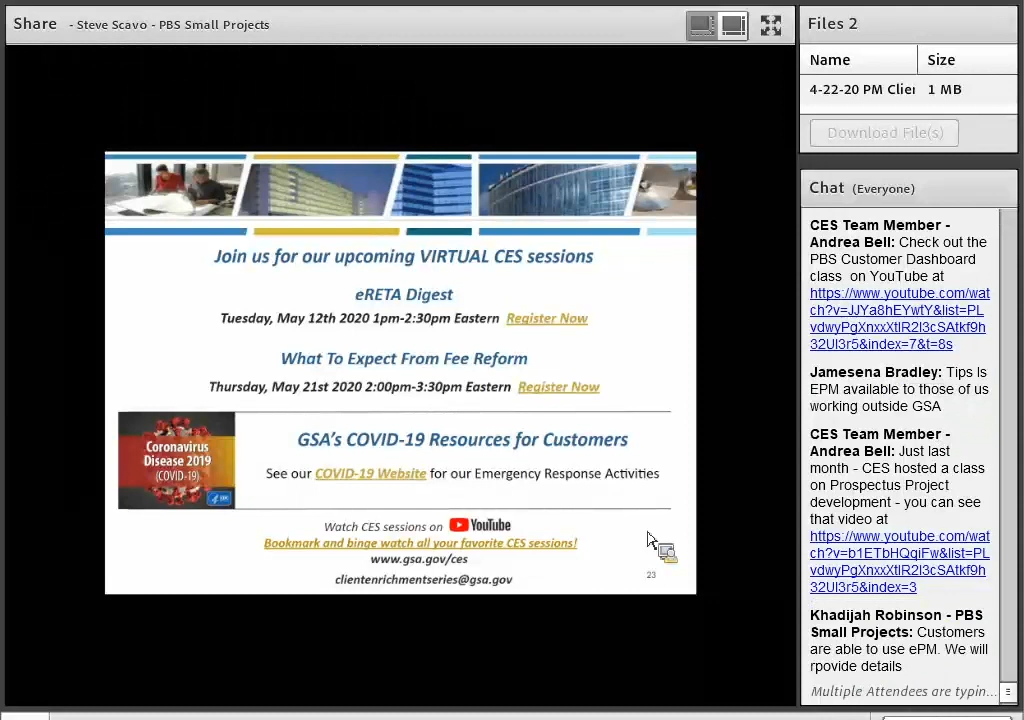 Share - Steve Scavo - PBS Small Projects
Join us for our upcoming VIRTUAL CES sessions
eRETA Digest
Tuesday, May 12th 2020 1pm-2:30pm Eastern Register Now
What To Expect From Fee Reform
Thursday, May 21st 2020 2:00pm-3:30pm Eastern Register Now
Coronavirus
Disease 2019
(COVID-19)
GSA's COVID-19 Resources for Customers
See our COVID-19 Website for our Emergency Response Activities
Watch CES sessions on YouTube
Bookmark and binge watch all your favorite CES sessions!
www.gsa.gov/ces
clientenrichmentseries@gsa.gov
23
Files 2
Name Size
4-22-20 PM Clier 1 MB
Download File(s)
Chat (Everyone)
CES Team Member -
Andrea Bell: Check out the
PBS Customer Dashboard
class on YouTube at
https://www.youtube.com/wat
ch?v=JJYa8hEYwtY&list=PL
vdwyPgXnxxXtlR2I3cSAtkf9h
32UI3r5&index=7&t=8s
Jamesena Bradley: Tips Is
EPM available to those of us
working outside GSA
CES Team Member -
Andrea Bell: Just last
month - CES hosted a class
on Prospectus Project
development - you can see
that video at
https://www.youtube.com/wat
ch?v=b1ETbHQqiFw&list=PL
vdwyPgXnxxXtlR2I3cSAtkf9h
32UI3r5&index=3
Khadijah Robinson - PBS
Small Projects: Customers
are able to use ePM. We will
rpovide details
Multiple Attendees are typin...